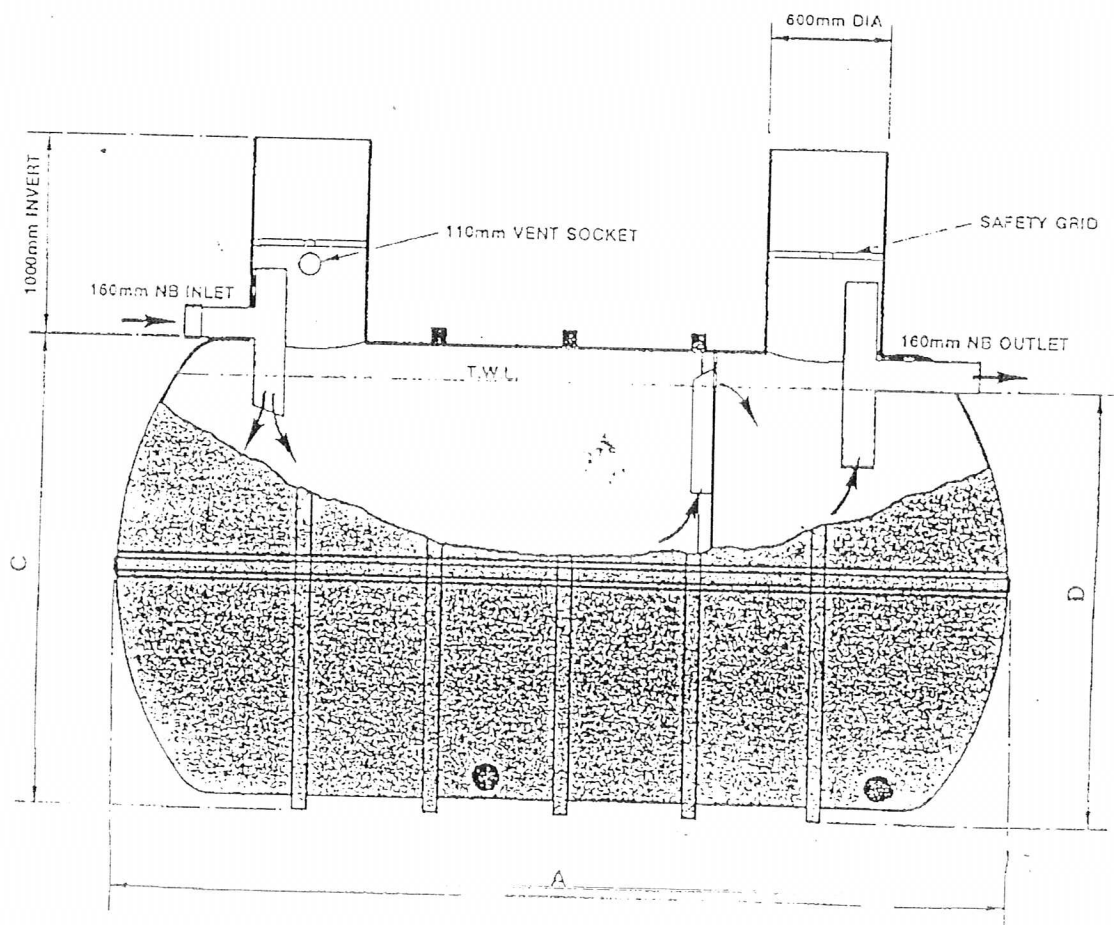 600mm DIA
1000mm INVERT
110mm VENT SOCKET
SAFETY GRID
160mm NB INLET
160mm NB OUTLET
T.W.L.
C
D
A